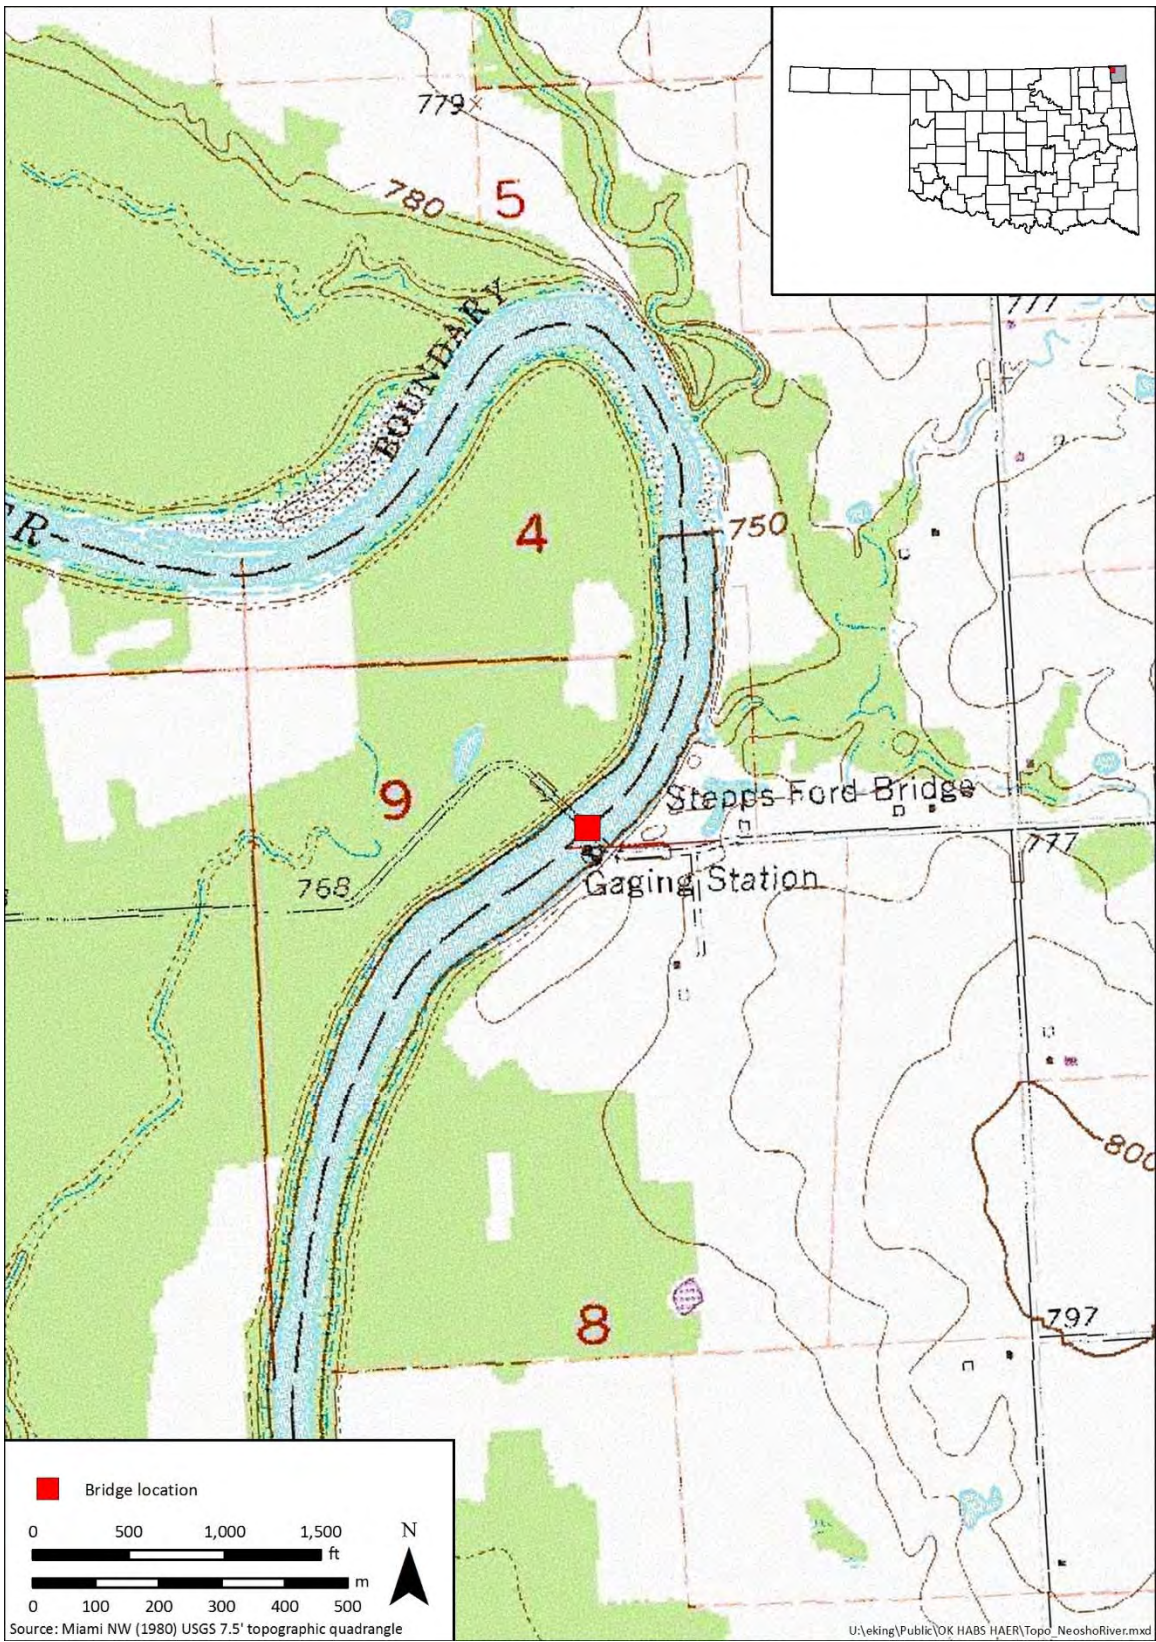 779
777
5
780
BOUNDARY
ER
4
750
Stepps Ford Bridge
9
777
768
Gaging Station
800
797
8
Bridge location
0 500 1,000 1,500
ft
N
m
0 100 200 300 400 500
Source: Miami NW (1980) USGS 7.5' topographic quadrangle
U:\eking\Public\OK HABS HAER\Topo_NeoshoRiver.mxd